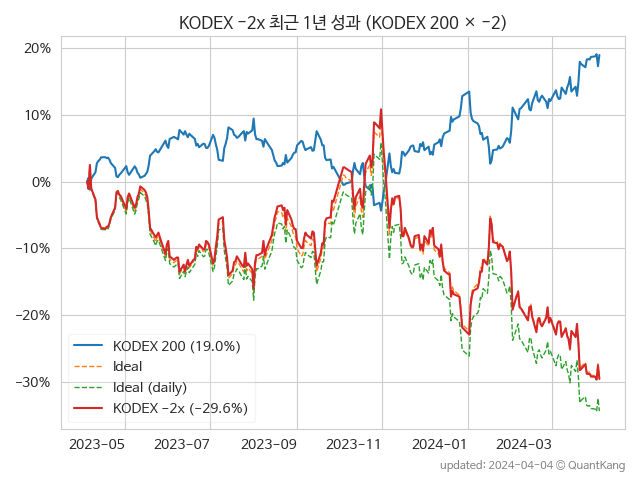 KODEX -2x 최근 1년 성과 (KODEX 200 × -2)
20%
10%
0%
−10%
−20%
−30%
KODEX 200 (19.0%)
Ideal
Ideal (daily)
KODEX -2x (-29.6%)
2023-05
2023-07
2023-09
2023-11
2024-01
2024-03
updated: 2024-04-04 ⓒ QuantKang